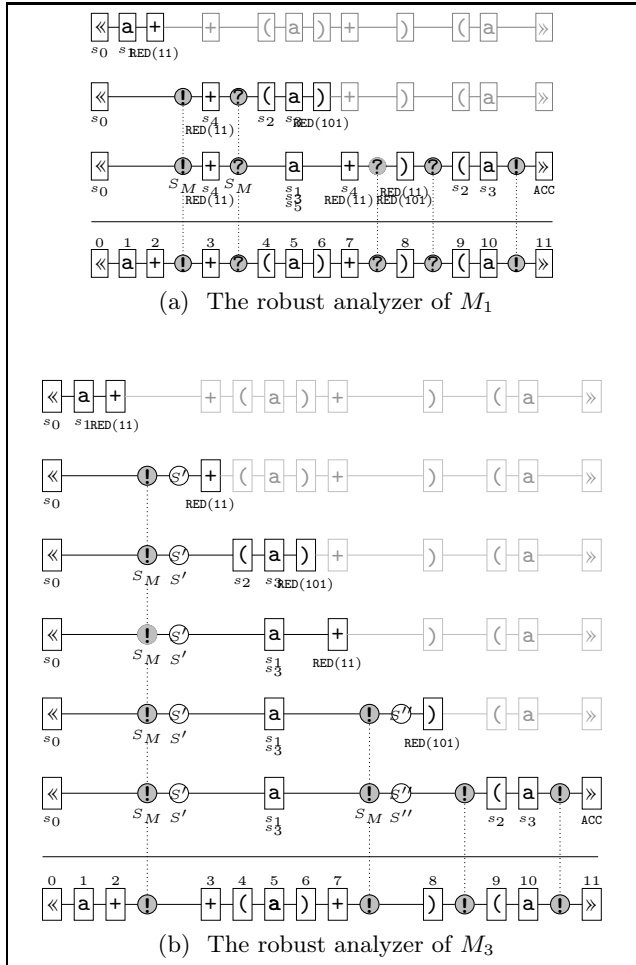 « a + + ( a ) + ) ( a »
s0 s1 RED(11)
« ! + ? ( a ) + ) ( a »
s0 s4 s2 s3 RED(101)
RED(11)
« ! + ? a + ? ) ? ( a ! »
s0 SM s4 SM s1 s4 RED(11) s2 s3 ACC
RED(11) s3 RED(11) RED(101)
s5
0 1 2 3 4 5 6 7 8 9 10 11
« a + ! + ? ( a ) + ? ) ? ( a ! »
(a) The robust analyzer of M1
« a + + ( a ) + ) ( a »
s0 s1 RED(11)
« ! S′ + ( a ) + ) ( a »
s0 RED(11)
« ! S′ ( a ) + ) ( a »
s0 SM S′ s2 s3 RED(101)
« ! S′ a + ) ( a »
s0 SM S′ s1 RED(11)
s3
« ! S′ a ! S′′ ) ( a »
s0 SM S′ s1 RED(101)
s3
« ! S′ a ! S′′ ! ( a ! »
s0 SM S′ s1 SM S′′ s2 s3 ACC
s3
0 1 2 3 4 5 6 7 8 9 10 11
« a + ! + ( a ) + ! ) ! ( a ! »
(b) The robust analyzer of M3